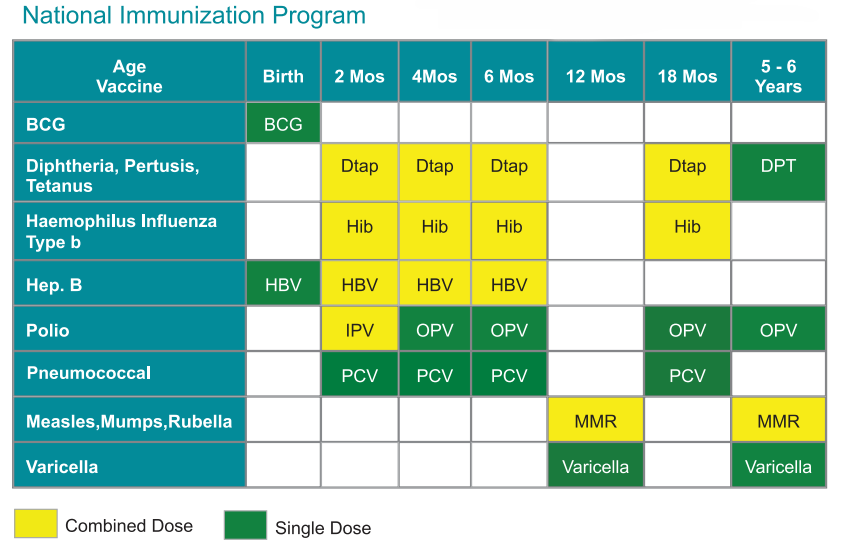 National Immunization Program
Age
Vaccine
Birth
2 Mos
4Mos
6 Mos
12 Mos
18 Mos
5 - 6
Years
BCG
BCG
Diphtheria, Pertusis,
Tetanus
Dtap
Dtap
Dtap
Dtap
DPT
Haemophilus Influenza
Type b
Hib
Hib
Hib
Hib
Hep. B
HBV
HBV
HBV
HBV
Polio
IPV
OPV
OPV
OPV
OPV
Pneumococcal
PCV
PCV
PCV
PCV
Measles,Mumps,Rubella
MMR
MMR
Varicella
Varicella
Varicella
Combined Dose
Single Dose